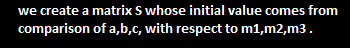 we create a matrix S whose initial value comes from
comparison of a,b,c, with respect to m1,m2,m3 .